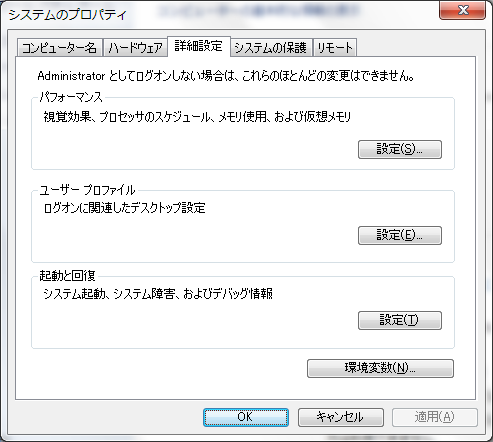 システムのプロパティ
コンピューター名 ハードウェア 詳細設定 システムの保護 リモート
Administrator としてログオンしない場合は、これらのほとんどの変更はできません。
パフォーマンス
視覚効果、プロセッサのスケジュール、メモリ使用、および仮想メモリ
設定(S)...
ユーザー プロファイル
ログオンに関連したデスクトップ設定
設定(E)...
起動と回復
システム起動、システム障害、およびデバッグ情報
設定(T)
環境変数(N)...
OK キャンセル 適用(A)